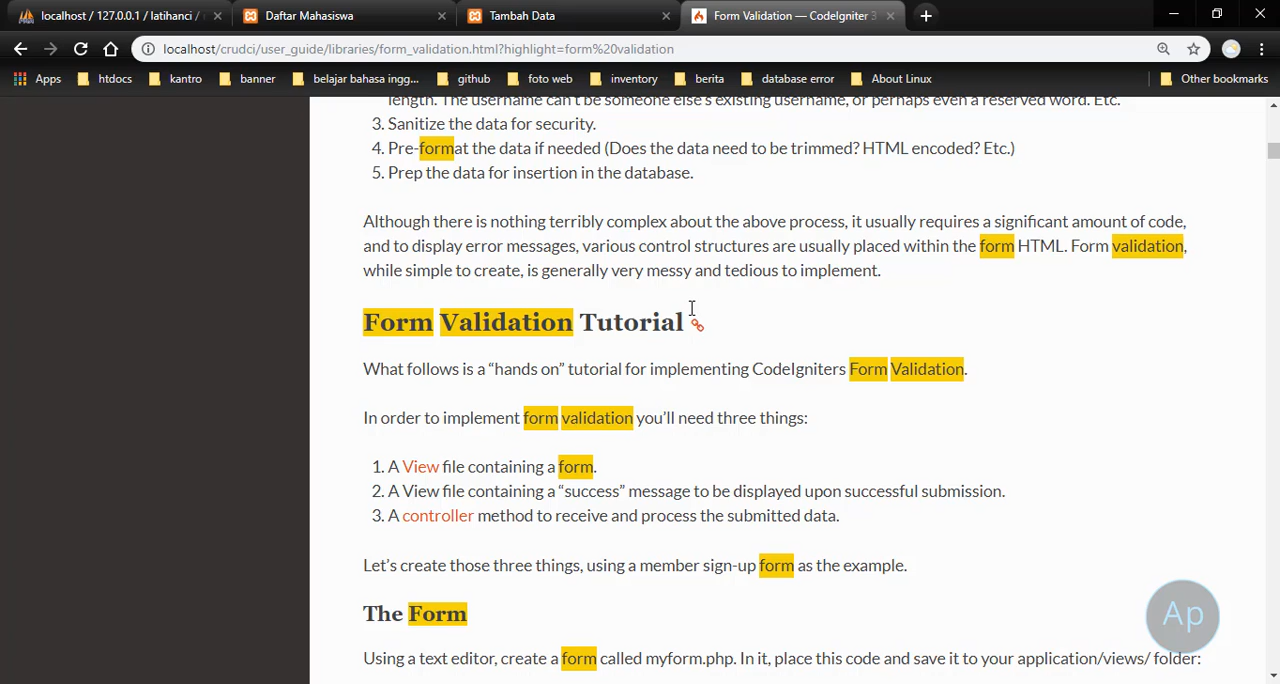 localhost / 127.0.0.1 / latihanci /
Daftar Mahasiswa
Tambah Data
Form Validation — CodeIgniter 3
localhost/crudci/user_guide/libraries/form_validation.html?highlight=form%20validation
Apps
htdocs
kantro
banner
belajar bahasa ingg...
github
foto web
inventory
berita
database error
About Linux
Other bookmarks
length. The username can't be someone else's existing username, or perhaps even a reserved word. Etc.
3. Sanitize the data for security.
4. Pre-format the data if needed (Does the data need to be trimmed? HTML encoded? Etc.)
5. Prep the data for insertion in the database.
Although there is nothing terribly complex about the above process, it usually requires a significant amount of code,
and to display error messages, various control structures are usually placed within the form HTML. Form validation,
while simple to create, is generally very messy and tedious to implement.
Form Validation Tutorial
What follows is a “hands on” tutorial for implementing CodeIgniters Form Validation.
In order to implement form validation you’ll need three things:
1. A View file containing a form.
2. A View file containing a “success” message to be displayed upon successful submission.
3. A controller method to receive and process the submitted data.
Let’s create those three things, using a member sign-up form as the example.
The Form
Using a text editor, create a form called myform.php. In it, place this code and save it to your application/views/ folder:
Ap